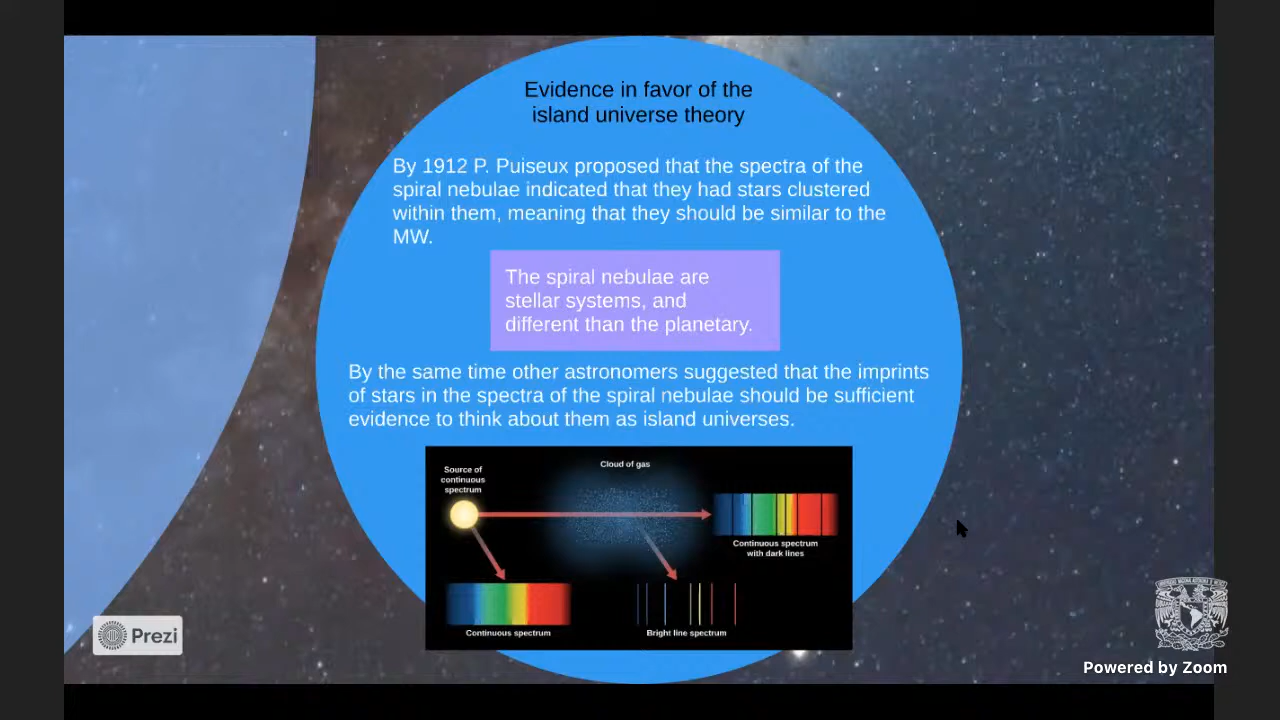 Evidence in favor of the
island universe theory
By 1912 P. Puiseux proposed that the spectra of the
spiral nebulae indicated that they had stars clustered
within them, meaning that they should be similar to the
MW.
The spiral nebulae are
stellar systems, and
different than the planetary.
By the same time other astronomers suggested that the imprints
of stars in the spectra of the spiral nebulae should be sufficient
evidence to think about them as island universes.
Source of
continuous
spectrum
Cloud of gas
Continuous spectrum
with dark lines
Continuous spectrum
Bright line spectrum
Prezi
Powered by Zoom